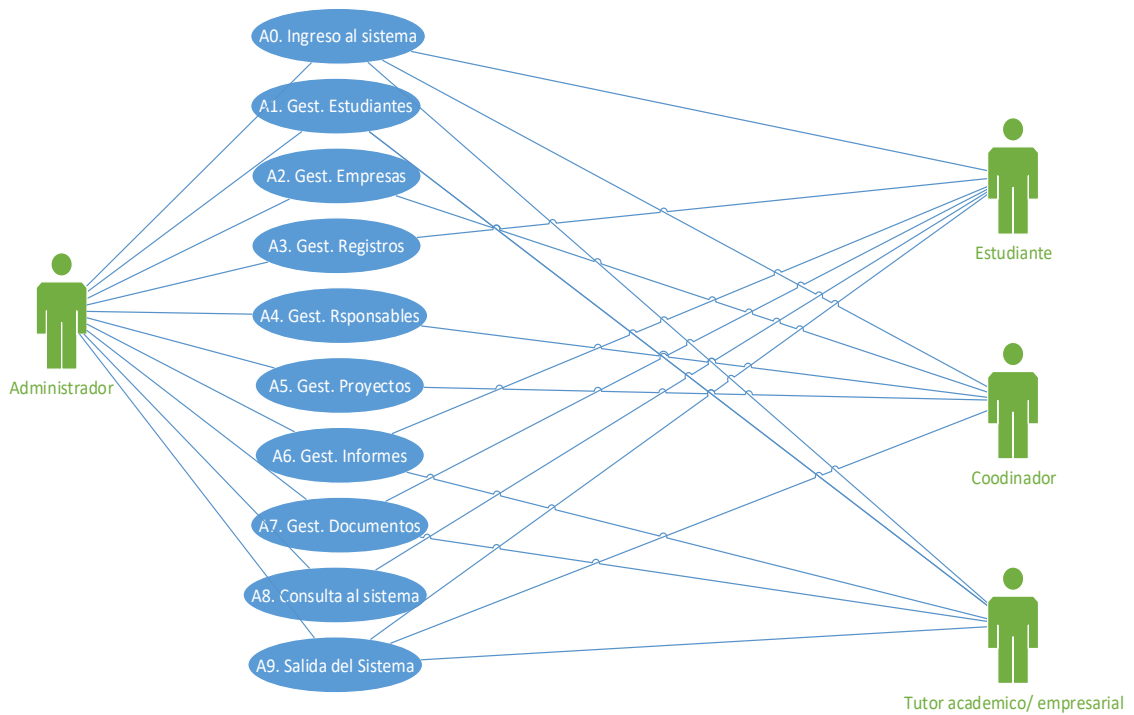 A0. Ingreso al sistema
A1. Gest. Estudiantes
A2. Gest. Empresas
A3. Gest. Registros
A4. Gest. Rsponsables
A5. Gest. Proyectos
A6. Gest. Informes
A7. Gest. Documentos
A8. Consulta al sistema
A9. Salida del Sistema
Administrador
Estudiante
Coodinador
Tutor academico/ empresarial